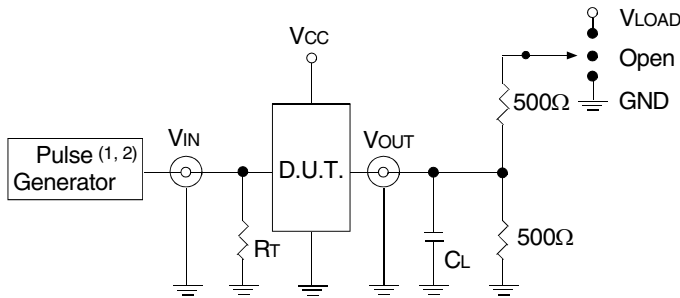 VLOAD
VCC
Open
500Ω
GND
Pulse (1, 2)
Generator
VIN
D.U.T.
VOUT
RT
CL
500Ω